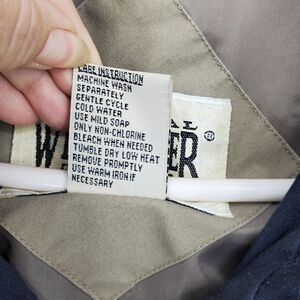 CARE INSTRUCTION
MACHINE WASH
SEPARATELY
GENTLE CYCLE
COLD WATER
USE MILD SOAP
ONLY NON-CHLORINE
BLEACH WHEN NEEDED
TUMBLE DRY LOW HEAT
REMOVE PROMPTLY
USE WARM IRON IF
NECESSARY
®